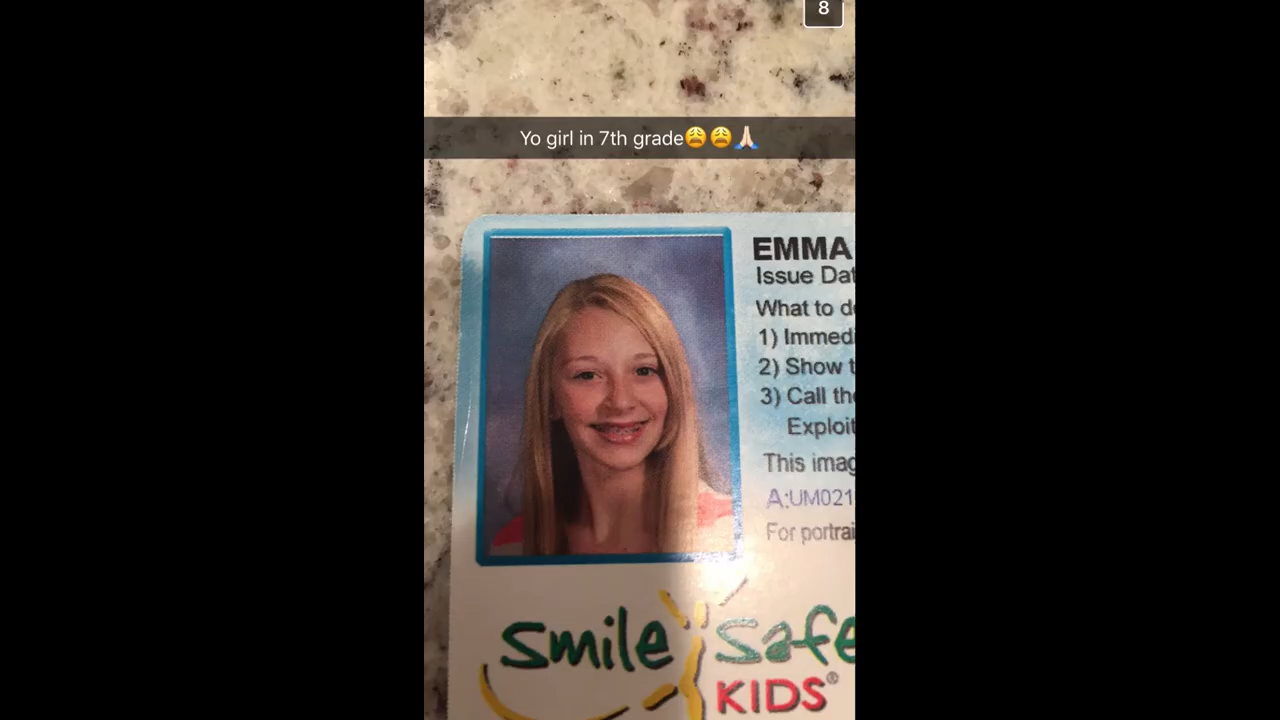 8
Yo girl in 7th grade😩😩🙏🏻
EMMA
Issue Dat
What to d
1) Immedi
2) Show t
3) Call the
Exploit
This imag
A:UM021
For portrai
Smile Safe
KIDS®